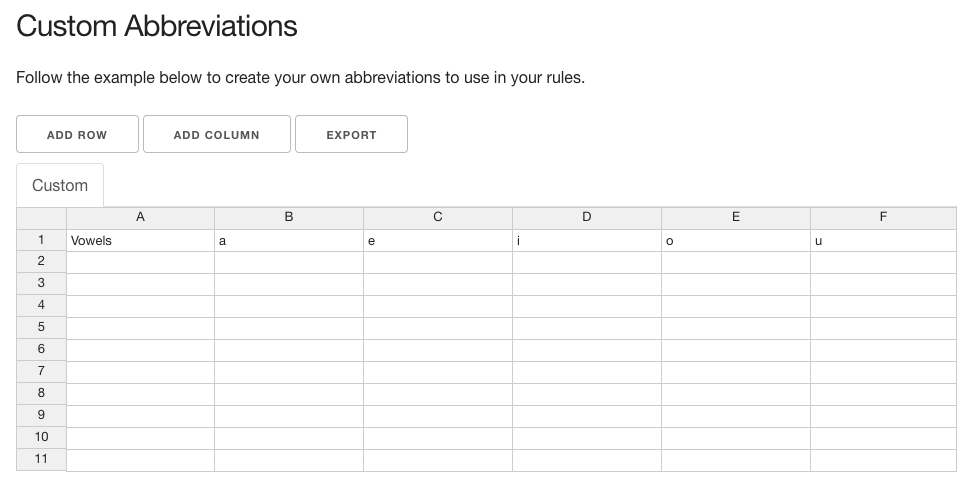 Custom Abbreviations
Follow the example below to create your own abbreviations to use in your rules.
ADD ROW ADD COLUMN EXPORT
Custom
A B C D E F
1 Vowels a e i o u
2
3
4
5
6
7
8
9
10
11